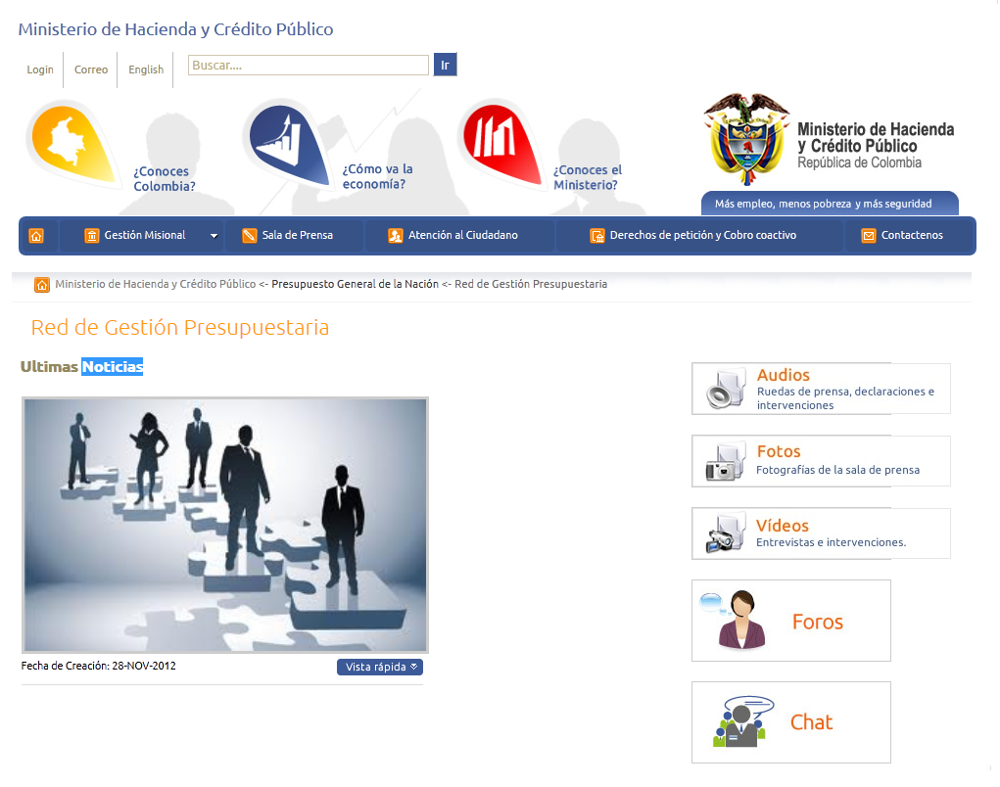 Ministerio de Hacienda y Crédito Público
Login
Correo
English
Buscar....
Ir
¿Conoces
Colombia?
¿Cómo va la
economía?
¿Conoces el
Ministerio?
Ministerio de Hacienda
y Crédito Público
República de Colombia
Más empleo, menos pobreza y más seguridad
Gestión Misional
Sala de Prensa
Atención al Ciudadano
Derechos de petición y Cobro coactivo
Contactenos
Ministerio de Hacienda y Crédito Público <- Presupuesto General de la Nación <- Red de Gestión Presupuestaria
Red de Gestión Presupuestaria
Ultimas Noticias
Fecha de Creación: 28-NOV-2012
Vista rápida
Audios
Ruedas de prensa, declaraciones e
intervenciones
Fotos
Fotografías de la sala de prensa
Vídeos
Entrevistas e intervenciones.
Foros
Chat